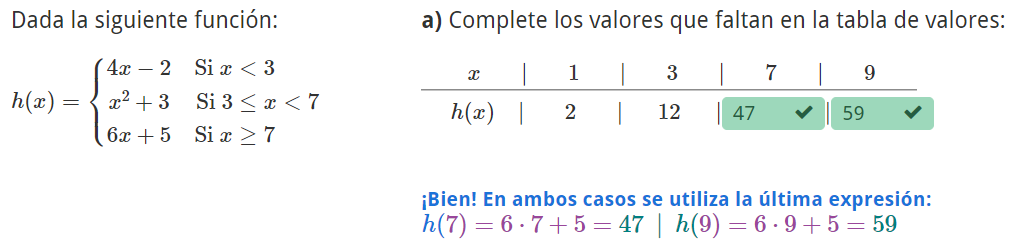 Dada la siguiente función:
h(x) = { 4x − 2 Si x < 3
x² + 3 Si 3 ≤ x < 7
6x + 5 Si x ≥ 7
a) Complete los valores que faltan en la tabla de valores:
x | 1 | 3 | 7 | 9
h(x) | 2 | 12 | 47 ✔ | 59 ✔
¡Bien! En ambos casos se utiliza la última expresión:
h(7) = 6 · 7 + 5 = 47 | h(9) = 6 · 9 + 5 = 59